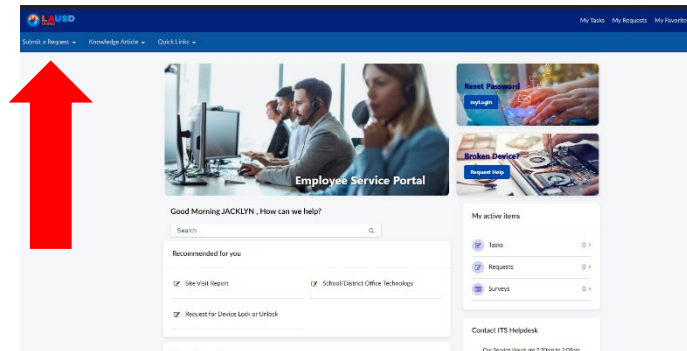 LAUSD
My Tasks My Requests My Favorite
Submit a Request Knowledge Article Quick Links
Reset Password
myLogin
Employee Service Portal
Broken Device?
Request Help
Good Morning JACKLYN , How can we help?
Search
Recommended for you
Site Visit Report
School/District Office Technology
Request for Device Lock or Unlock
My active items
Tasks 0
Requests 0
Surveys 0
Contact ITS Helpdesk